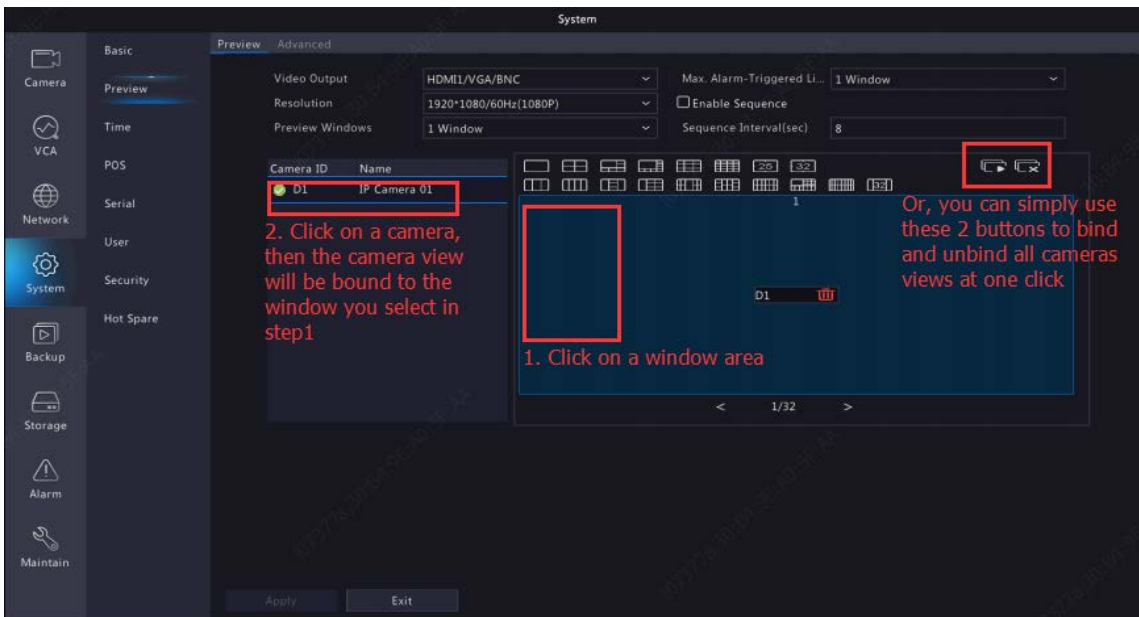 System
Camera
VCA
Network
System
Backup
Storage
Alarm
Maintain
Basic
Preview
Time
POS
Serial
User
Security
Hot Spare
Preview Advanced
Video Output HDMI1/VGA/BNC Max. Alarm-Triggered Li... 1 Window
Resolution 1920*1080/60Hz(1080P) Enable Sequence
Preview Windows 1 Window Sequence Interval(sec) 8
Camera ID Name
D1 IP Camera 01
2. Click on a camera,
then the camera view
will be bound to the
window you select in
step1
25 32
32
1
D1
1. Click on a window area
Or, you can simply use
these 2 buttons to bind
and unbind all cameras
views at one click
< 1/32 >
Apply Exit